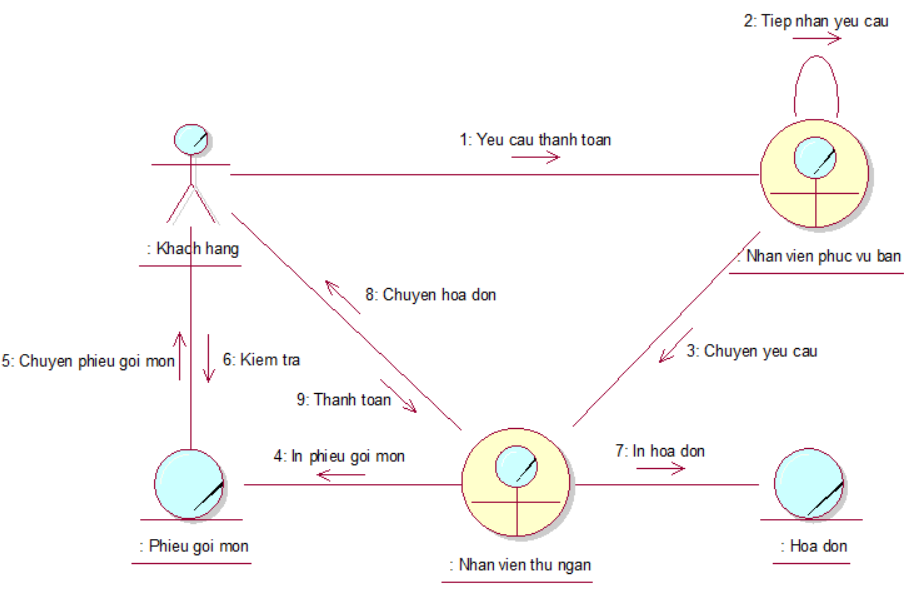 2: Tiep nhan yeu cau
1: Yeu cau thanh toan
: Khach hang
: Nhan vien phuc vu ban
8: Chuyen hoa don
5: Chuyen phieu goi mon
6: Kiem tra
3: Chuyen yeu cau
9: Thanh toan
4: In phieu goi mon
7: In hoa don
: Phieu goi mon
: Nhan vien thu ngan
: Hoa don